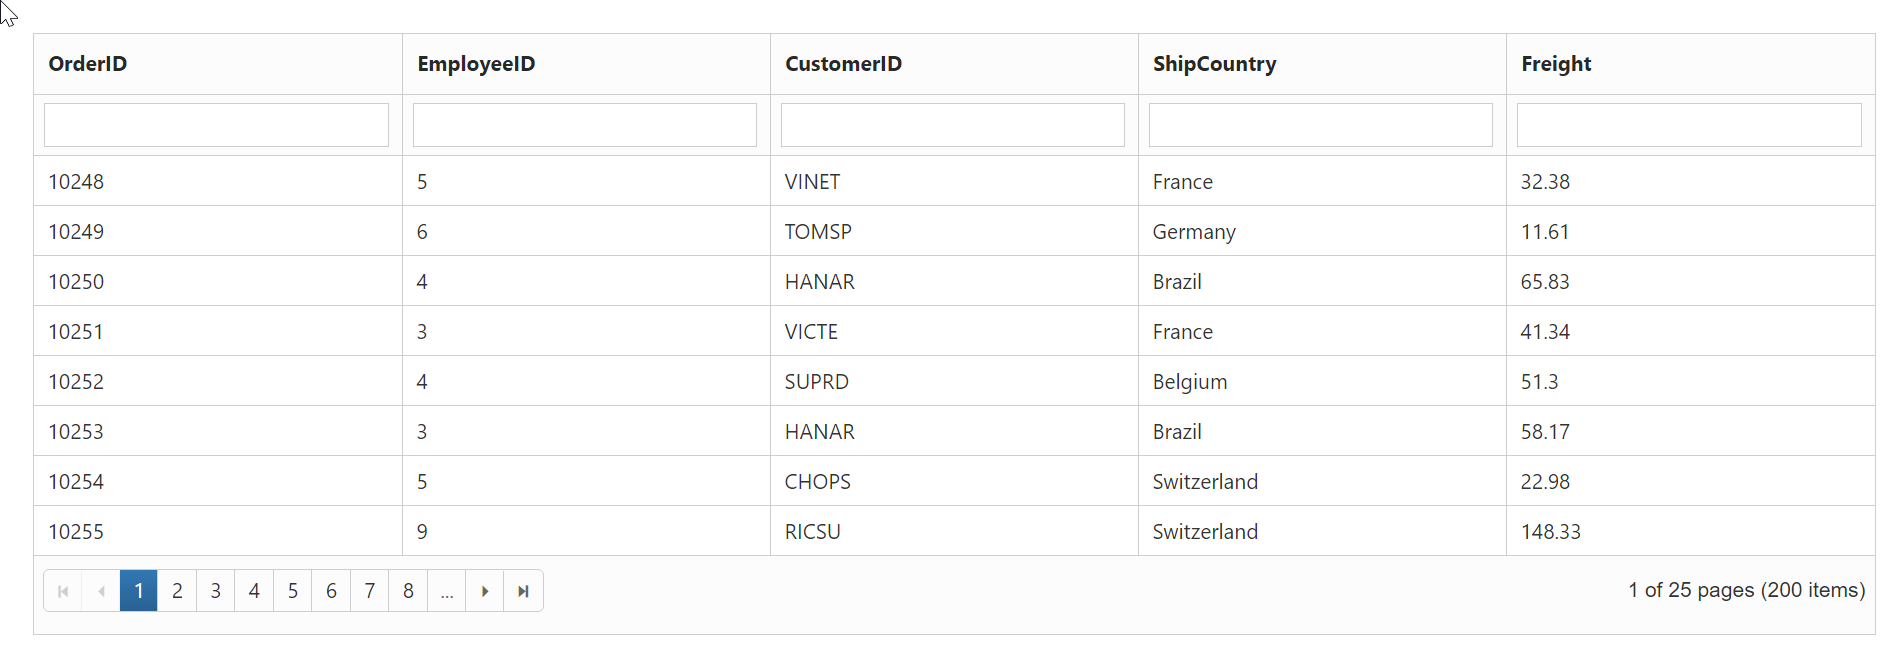 OrderID EmployeeID CustomerID ShipCountry Freight
10248 5 VINET France 32.38
10249 6 TOMSP Germany 11.61
10250 4 HANAR Brazil 65.83
10251 3 VICTE France 41.34
10252 4 SUPRD Belgium 51.3
10253 3 HANAR Brazil 58.17
10254 5 CHOPS Switzerland 22.98
10255 9 RICSU Switzerland 148.33
1 2 3 4 5 6 7 8 ... 1 of 25 pages (200 items)